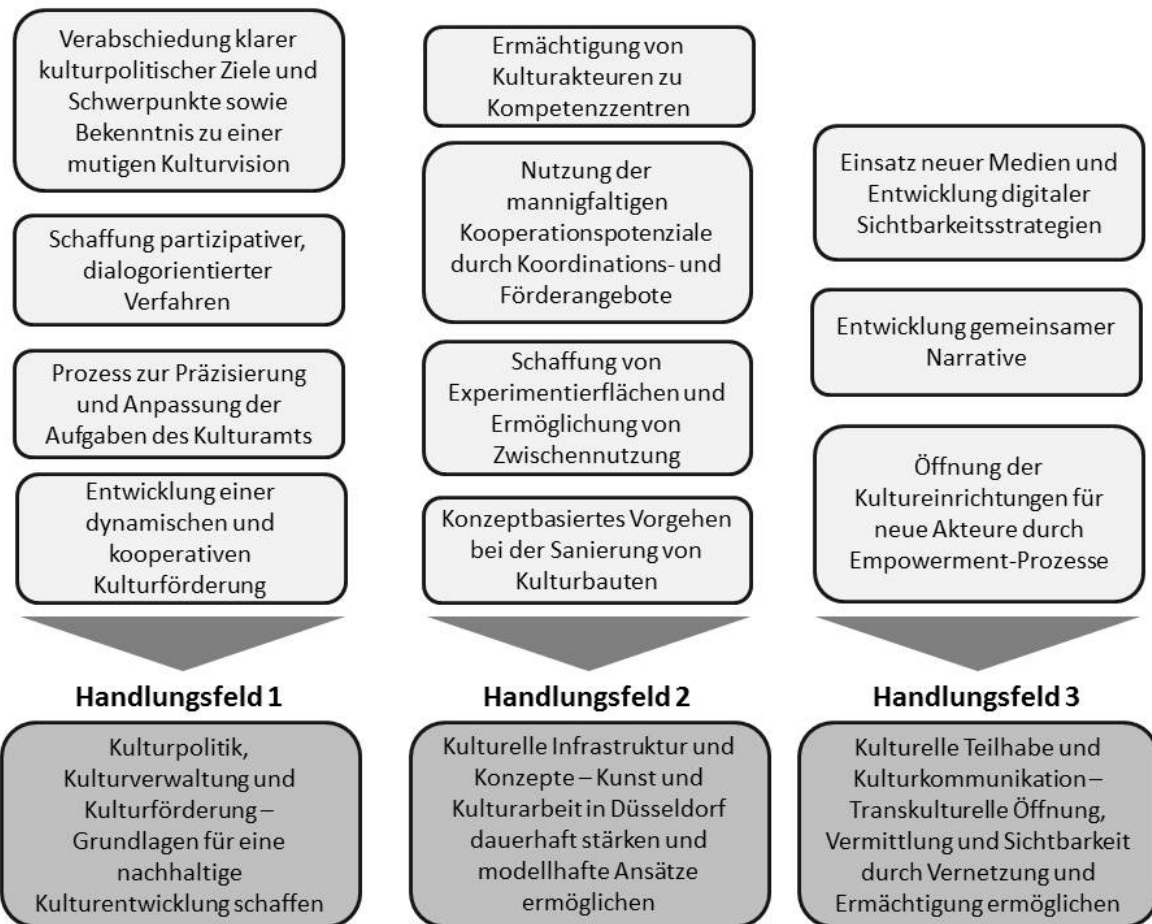 Verabschiedung klarer
kulturpolitischer Ziele und
Schwerpunkte sowie
Bekenntnis zu einer
mutigen Kulturvision
Schaffung partizipativer,
dialogorientierter
Verfahren
Prozess zur Präzisierung
und Anpassung der
Aufgaben des Kulturamts
Entwicklung einer
dynamischen und
kooperativen
Kulturförderung
Handlungsfeld 1
Kulturpolitik,
Kulturverwaltung und
Kulturförderung –
Grundlagen für eine
nachhaltige
Kulturentwicklung schaffen
Ermächtigung von
Kulturakteuren zu
Kompetenzzentren
Nutzung der
mannigfaltigen
Kooperationspotenziale
durch Koordinations- und
Förderangebote
Schaffung von
Experimentierflächen und
Ermöglichung von
Zwischennutzung
Konzeptbasiertes Vorgehen
bei der Sanierung von
Kulturbauten
Handlungsfeld 2
Kulturelle Infrastruktur und
Konzepte – Kunst und
Kulturarbeit in Düsseldorf
dauerhaft stärken und
modellhafte Ansätze
ermöglichen
Einsatz neuer Medien und
Entwicklung digitaler
Sichtbarkeitsstrategien
Entwicklung gemeinsamer
Narrative
Öffnung der
Kultureinrichtungen für
neue Akteure durch
Empowerment-Prozesse
Handlungsfeld 3
Kulturelle Teilhabe und
Kulturkommunikation –
Transkulturelle Öffnung,
Vermittlung und Sichtbarkeit
durch Vernetzung und
Ermächtigung ermöglichen